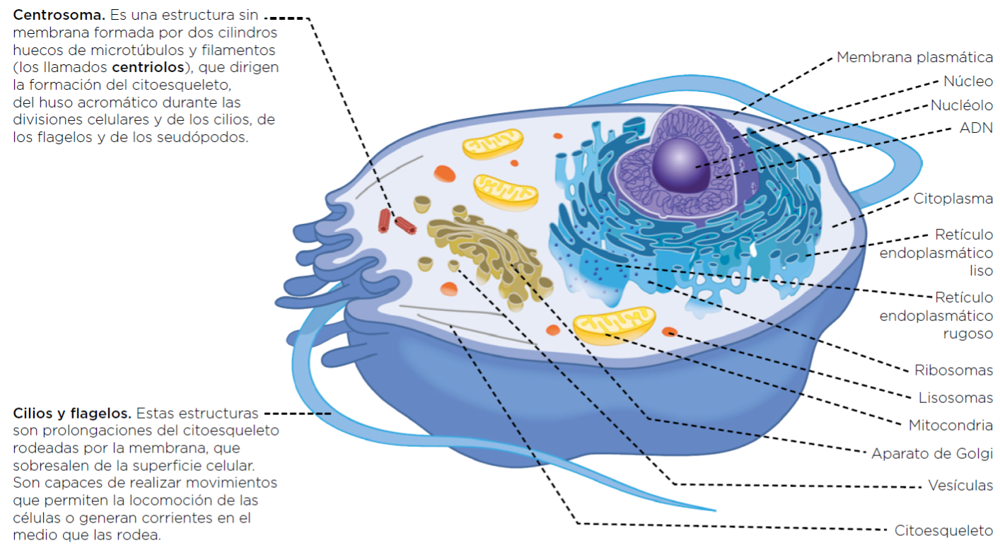 Centrosoma. Es una estructura sin
membrana formada por dos cilindros
huecos de microtúbulos y filamentos
(los llamados centriolos), que dirigen
la formación del citoesqueleto,
del huso acromático durante las
divisiones celulares y de los cilios, de
los flagelos y de los seudópodos.
Cilios y flagelos. Estas estructuras
son prolongaciones del citoesqueleto
rodeadas por la membrana, que
sobresalen de la superficie celular.
Son capaces de realizar movimientos
que permiten la locomoción de las
células o generan corrientes en el
medio que las rodea.
Membrana plasmática
Núcleo
Nucléolo
ADN
Citoplasma
Retículo
endoplasmático
liso
Retículo
endoplasmático
rugoso
Ribosomas
Lisosomas
Mitocondria
Aparato de Golgi
Vesículas
Citoesqueleto